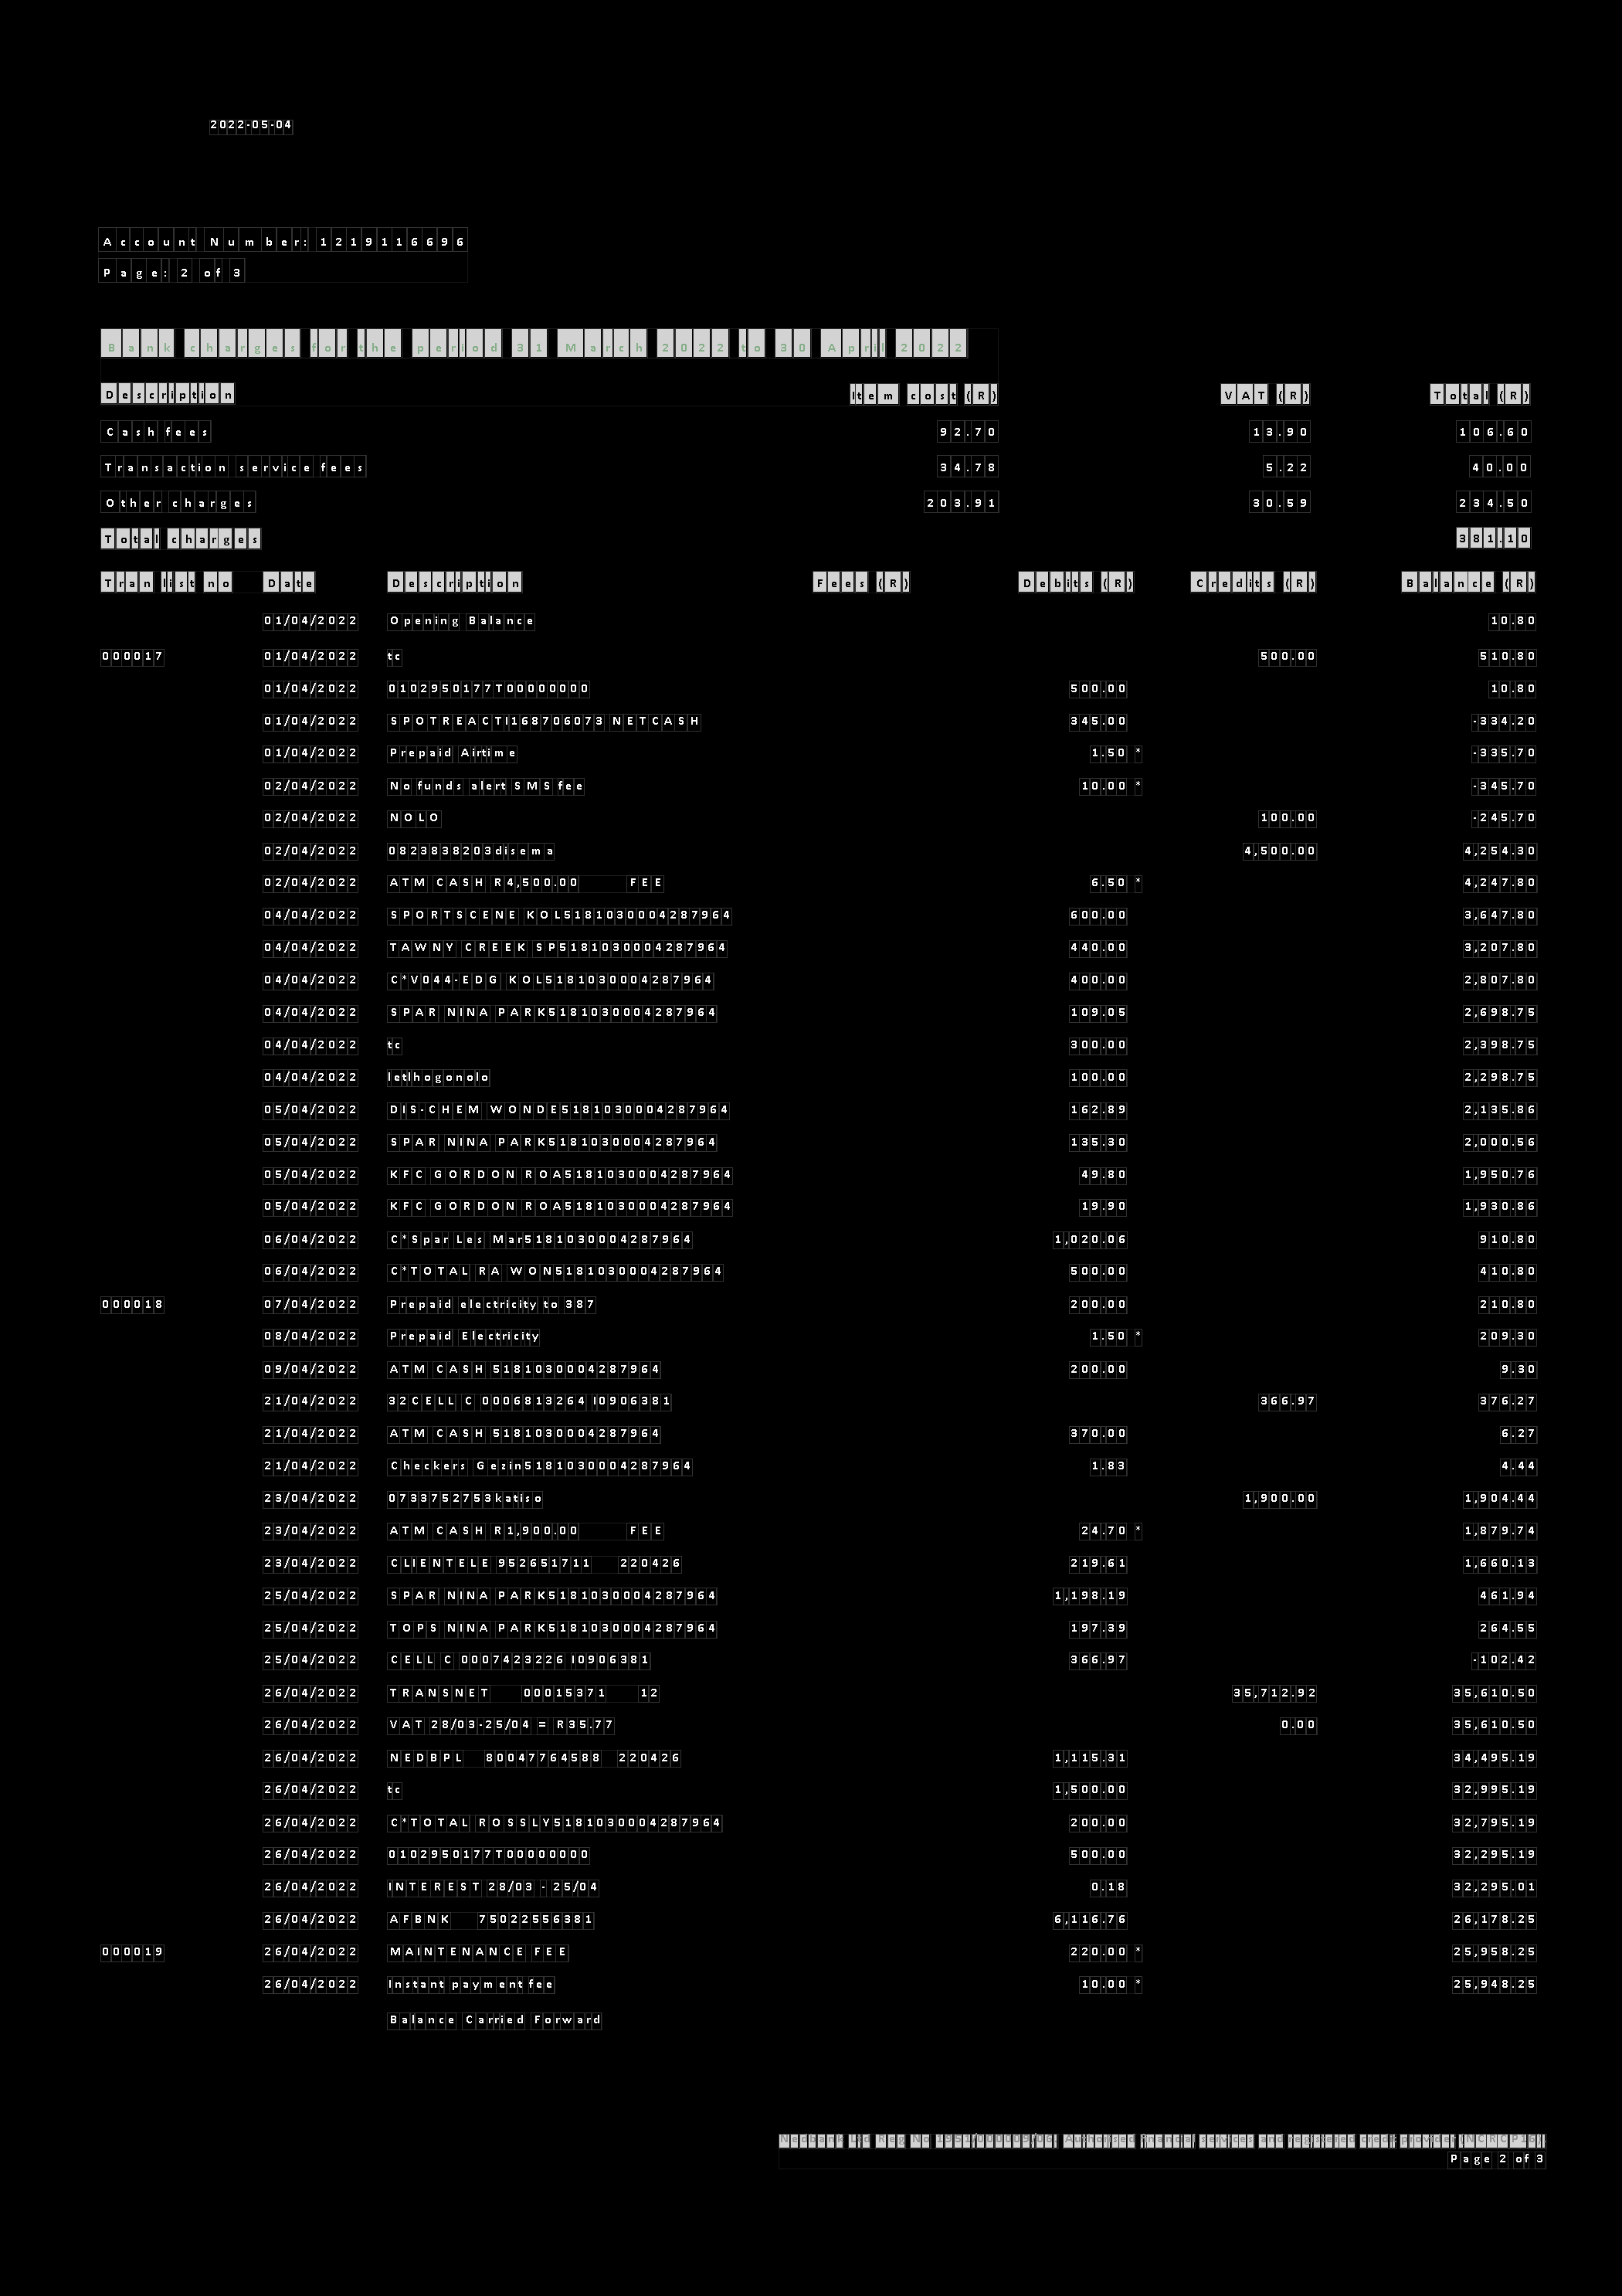 2022-05-04
Account Number: 1219116696
Page: 2 of 3
Bank charges for the period 31 March 2022 to 30 April 2022
Description Item cost (R) VAT (R) Total (R)
Cash fees 92.70 13.90 106.60
Transaction service fees 34.78 5.22 40.00
Other charges 203.91 30.59 234.50
Total charges 381.10
Tran list no Date Description Fees (R) Debits (R) Credits (R) Balance (R)
01/04/2022 Opening Balance 10.80
000017 01/04/2022 tc 500.00 510.80
01/04/2022 0102950177T00000000 500.00 10.80
01/04/2022 SPOTREACTI168706073 NETCASH 345.00 -334.20
01/04/2022 Prepaid Airtime 1.50 * -335.70
02/04/2022 No funds alert SMS fee 10.00 * -345.70
02/04/2022 NOLO 100.00 -245.70
02/04/2022 0823838203disema 4,500.00 4,254.30
02/04/2022 ATM CASH R4,500.00 FEE 6.50 * 4,247.80
04/04/2022 SPORTSCENE KOL5181030004287964 600.00 3,647.80
04/04/2022 TAWNY CREEK SP5181030004287964 440.00 3,207.80
04/04/2022 C*V044-EDG KOL5181030004287964 400.00 2,807.80
04/04/2022 SPAR NINA PARK5181030004287964 109.05 2,698.75
04/04/2022 tc 300.00 2,398.75
04/04/2022 letlhogonolo 100.00 2,298.75
05/04/2022 DIS-CHEM WONDE5181030004287964 162.89 2,135.86
05/04/2022 SPAR NINA PARK5181030004287964 135.30 2,000.56
05/04/2022 KFC GORDON ROA5181030004287964 49.80 1,950.76
05/04/2022 KFC GORDON ROA5181030004287964 19.90 1,930.86
06/04/2022 C*Spar Les Mar5181030004287964 1,020.06 910.80
06/04/2022 C*TOTAL RA WON5181030004287964 500.00 410.80
000018 07/04/2022 Prepaid electricity to 387 200.00 210.80
08/04/2022 Prepaid Electricity 1.50 * 209.30
09/04/2022 ATM CASH 5181030004287964 200.00 9.30
21/04/2022 32CELL C 0006813264 I0906381 366.97 376.27
21/04/2022 ATM CASH 5181030004287964 370.00 6.27
21/04/2022 Checkers Gezin5181030004287964 1.83 4.44
23/04/2022 0733752753katiso 1,900.00 1,904.44
23/04/2022 ATM CASH R1,900.00 FEE 24.70 * 1,879.74
23/04/2022 CLIENTELE 952651711 220426 219.61 1,660.13
25/04/2022 SPAR NINA PARK5181030004287964 1,198.19 461.94
25/04/2022 TOPS NINA PARK5181030004287964 197.39 264.55
25/04/2022 CELL C 0007423226 I0906381 366.97 -102.42
26/04/2022 TRANSNET 00015371 12 35,712.92 35,610.50
26/04/2022 VAT 28/03-25/04 = R35.77 0.00 35,610.50
26/04/2022 NEDBPL 80047764588 220426 1,115.31 34,495.19
26/04/2022 tc 1,500.00 32,995.19
26/04/2022 C*TOTAL ROSSLY5181030004287964 200.00 32,795.19
26/04/2022 0102950177T00000000 500.00 32,295.19
26/04/2022 INTEREST 28/03 - 25/04 0.18 32,295.01
26/04/2022 AFBNK 75022556381 6,116.76 26,178.25
000019 26/04/2022 MAINTENANCE FEE 220.00 * 25,958.25
26/04/2022 Instant payment fee 10.00 * 25,948.25
Balance Carried Forward
Nedbank Ltd Reg No 1951/000009/06. Authorised financial services and registered credit provider (NCRCP16).
Page 2 of 3